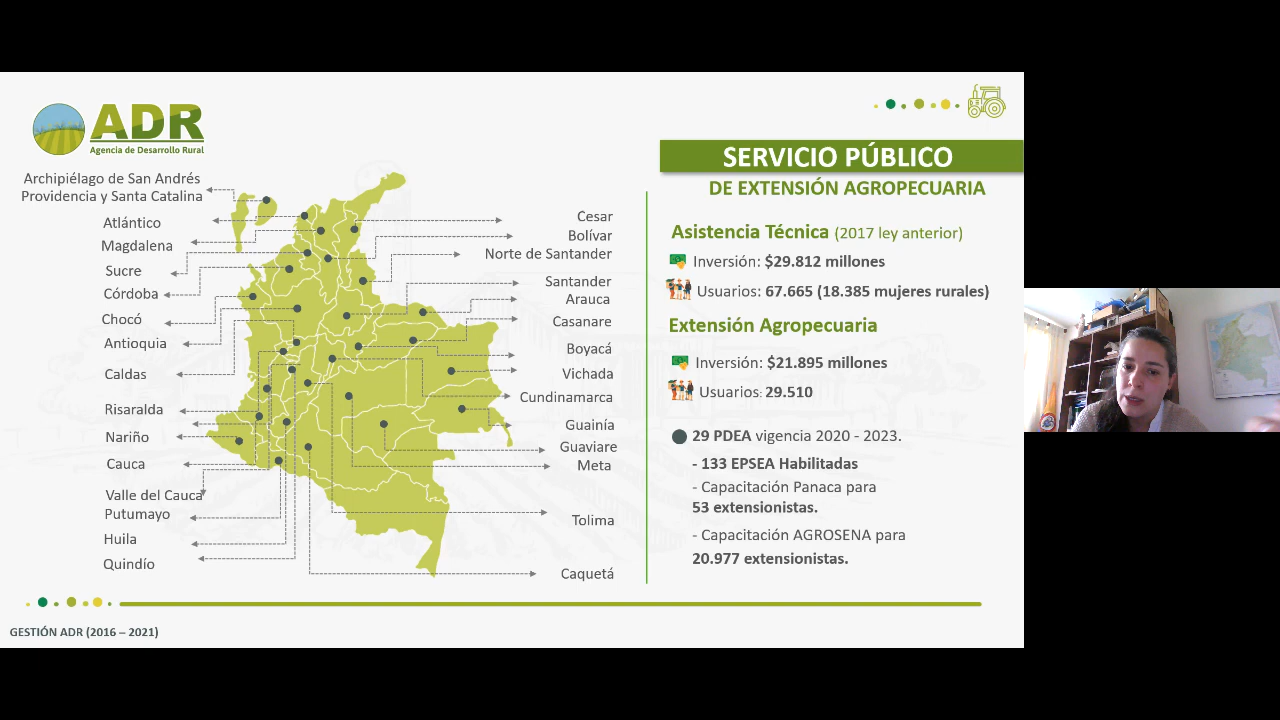 ADR
Agencia de Desarrollo Rural
Archipiélago de San Andrés
Providencia y Santa Catalina
Atlántico
Magdalena
Sucre
Córdoba
Chocó
Antioquia
Caldas
Risaralda
Nariño
Cauca
Valle del Cauca
Putumayo
Huila
Quindío
Cesar
Bolívar
Norte de Santander
Santander
Arauca
Casanare
Boyacá
Vichada
Cundinamarca
Guainía
Guaviare
Meta
Tolima
Caquetá
SERVICIO PÚBLICO
DE EXTENSIÓN AGROPECUARIA
Asistencia Técnica (2017 ley anterior)
Inversión: $29.812 millones
Usuarios: 67.665 (18.385 mujeres rurales)
Extensión Agropecuaria
Inversión: $21.895 millones
Usuarios: 29.510
29 PDEA vigencia 2020 - 2023.
- 133 EPSEA Habilitadas
- Capacitación Panaca para
53 extensionistas.
- Capacitación AGROSENA para
20.977 extensionistas.
GESTIÓN ADR (2016 – 2021)